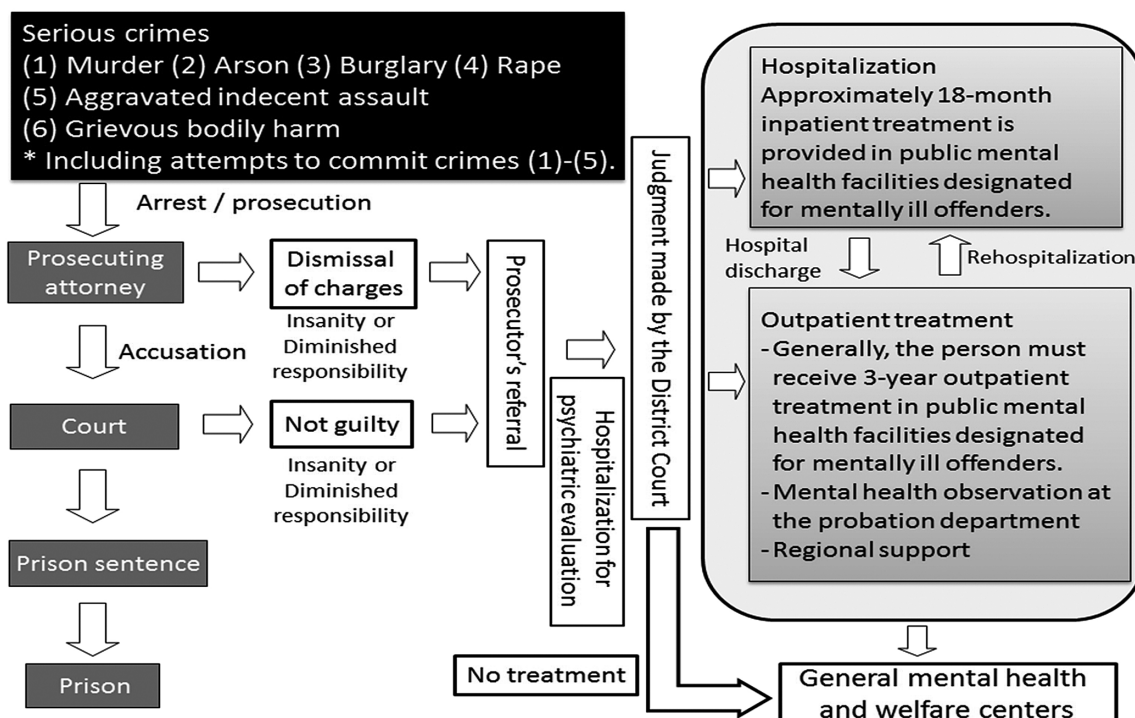 Serious crimes
(1) Murder (2) Arson (3) Burglary (4) Rape
(5) Aggravated indecent assault
(6) Grievous bodily harm
* Including attempts to commit crimes (1)-(5).
Arrest / prosecution
Prosecuting
attorney
Dismissal
of charges
Insanity or
Diminished
responsibility
Accusation
Court
Not guilty
Insanity or
Diminished
responsibility
Prison sentence
Prison
Prosecutor's referral
Hospitalization for
psychiatric evaluation
Judgment made by the District Court
No treatment
Hospitalization
Approximately 18-month
inpatient treatment is
provided in public mental
health facilities designated
for mentally ill offenders.
Hospital
discharge
Rehospitalization
Outpatient treatment
- Generally, the person must
receive 3-year outpatient
treatment in public mental
health facilities designated
for mentally ill offenders.
- Mental health observation at
the probation department
- Regional support
General mental health
and welfare centers